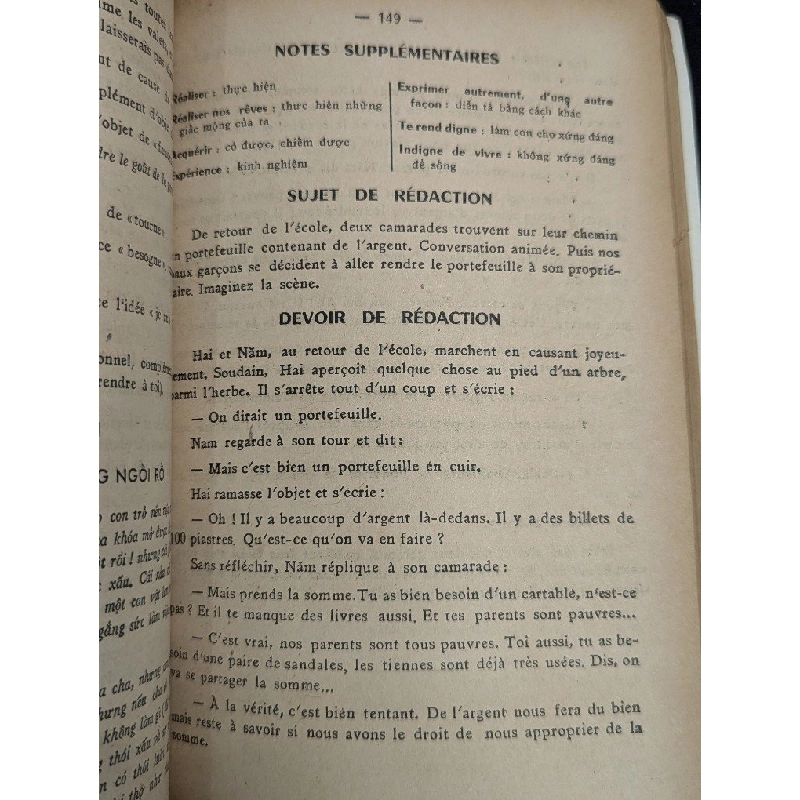 — 149 —
NOTES SUPPLÉMENTAIRES
Réaliser : thực hiện
Réaliser nos rêves : thực hiện những
giấc mộng của ta
Acquérir : có được, chiếm được
Expérience : kinh nghiệm
Exprimer autrement, d'une autre
façon : diễn tả bằng cách khác
Te rend digne : làm con cho xứng đáng
Indigne de vivre : không xứng đáng
để sống
SUJET DE RÉDACTION
De retour de l'école, deux camarades trouvent sur leur chemin
un portefeuille contenant de l'argent. Conversation animée. Puis nos
deux garçons se décident à aller rendre le portefeuille à son proprié-
taire. Imaginez la scène.
DEVOIR DE RÉDACTION
Hai et Năm, au retour de l'école, marchent en causant joyeu-
ement. Soudain, Hai aperçoit quelque chose au pied d'un arbre,
parmi l'herbe. Il s'arrête tout d'un coup et s'écrie :
— On dirait un portefeuille.
Nam regarde à son tour et dit :
— Mais c'est bien un portefeuille én cuir.
Hai ramasse l'objet et s'écrie :
— Oh ! Il y a beaucoup d'argent là-dedans. Il y a des billets de
100 piastres. Qu'est-ce qu'on va en faire ?
Sans réfléchir, Năm réplique à son camarade :
— Mais prends la somme. Tu as bien besoin d'un cartable, n'est-ce
pas ? Et il te manque des livres aussi, Et tes parents sont pauvres...
— C'est vrai, nos parents sont tous pauvres. Toi aussi, tu as be-
soin d'une paire de sandales, les tiennes sont déjà très usées. Dis, on
va se partager la somme...
— À la vérité, c'est bien tentant. De l'argent nous fera du bien
mais reste à savoir si nous avons le droit de nous approprier de la
somme.